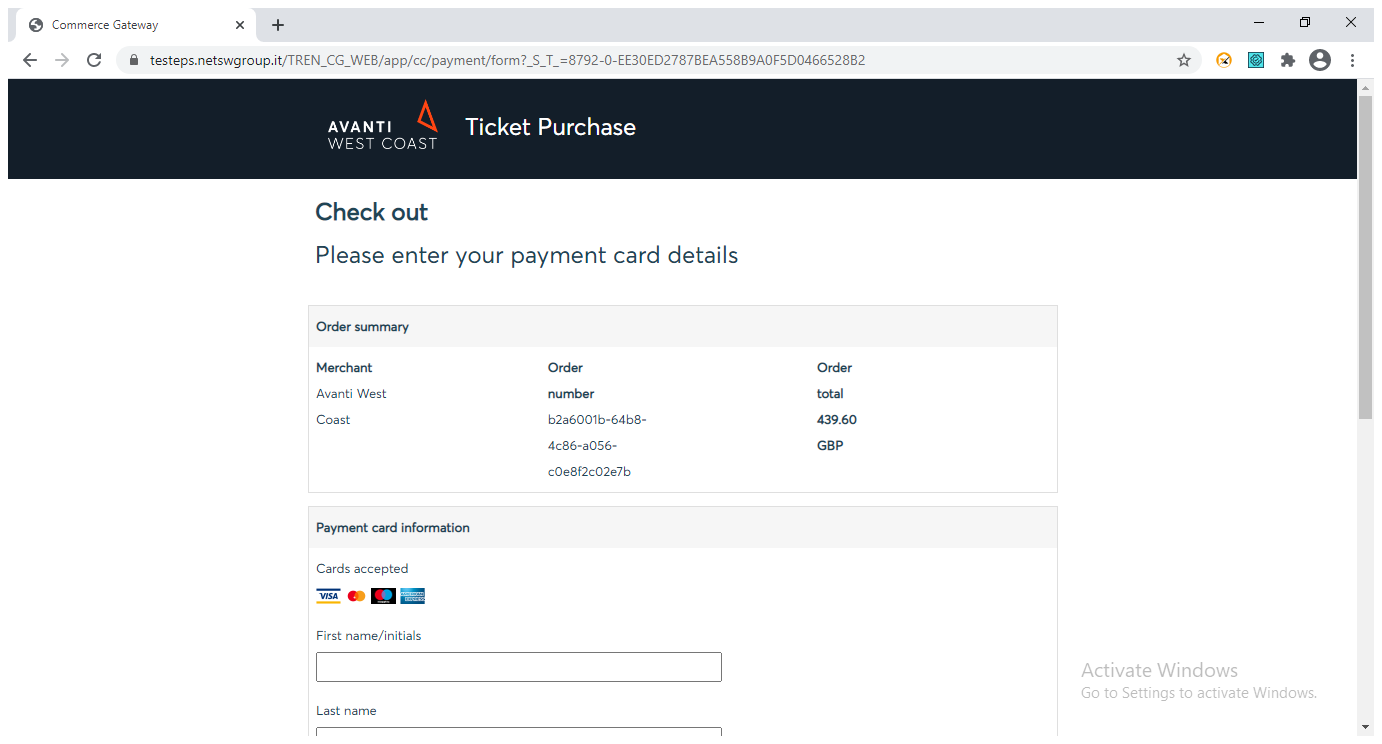 Commerce Gateway
testeps.netswgroup.it/TREN_CG_WEB/app/cc/payment/form?_S_T_=8792-0-EE30ED2787BEA558B9A0F5D0466528B2
AVANTI
WEST COAST
Ticket Purchase
Check out
Please enter your payment card details
Order summary
Merchant
Avanti West
Coast
Order
number
b2a6001b-64b8-
4c86-a056-
c0e8f2c02e7b
Order
total
439.60
GBP
Payment card information
Cards accepted
VISA
AMERICAN
EXPRESS
First name/initials
Last name
Activate Windows
Go to Settings to activate Windows.